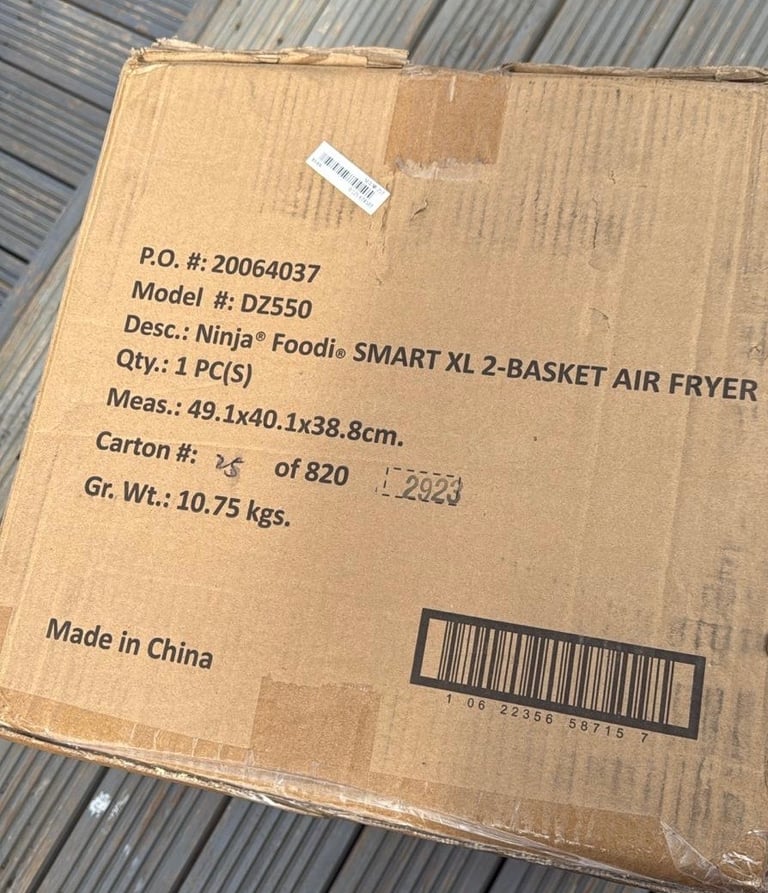 P.O. #: 20064037
Model #: DZ550
Desc.: Ninja® Foodi® SMART XL 2-BASKET AIR FRYER
Qty.: 1 PC(S)
Meas.: 49.1x40.1x38.8cm.
Carton #: 25 of 820 2923
Gr. Wt.: 10.75 kgs.
Made in China
1 06 22356 58715 7